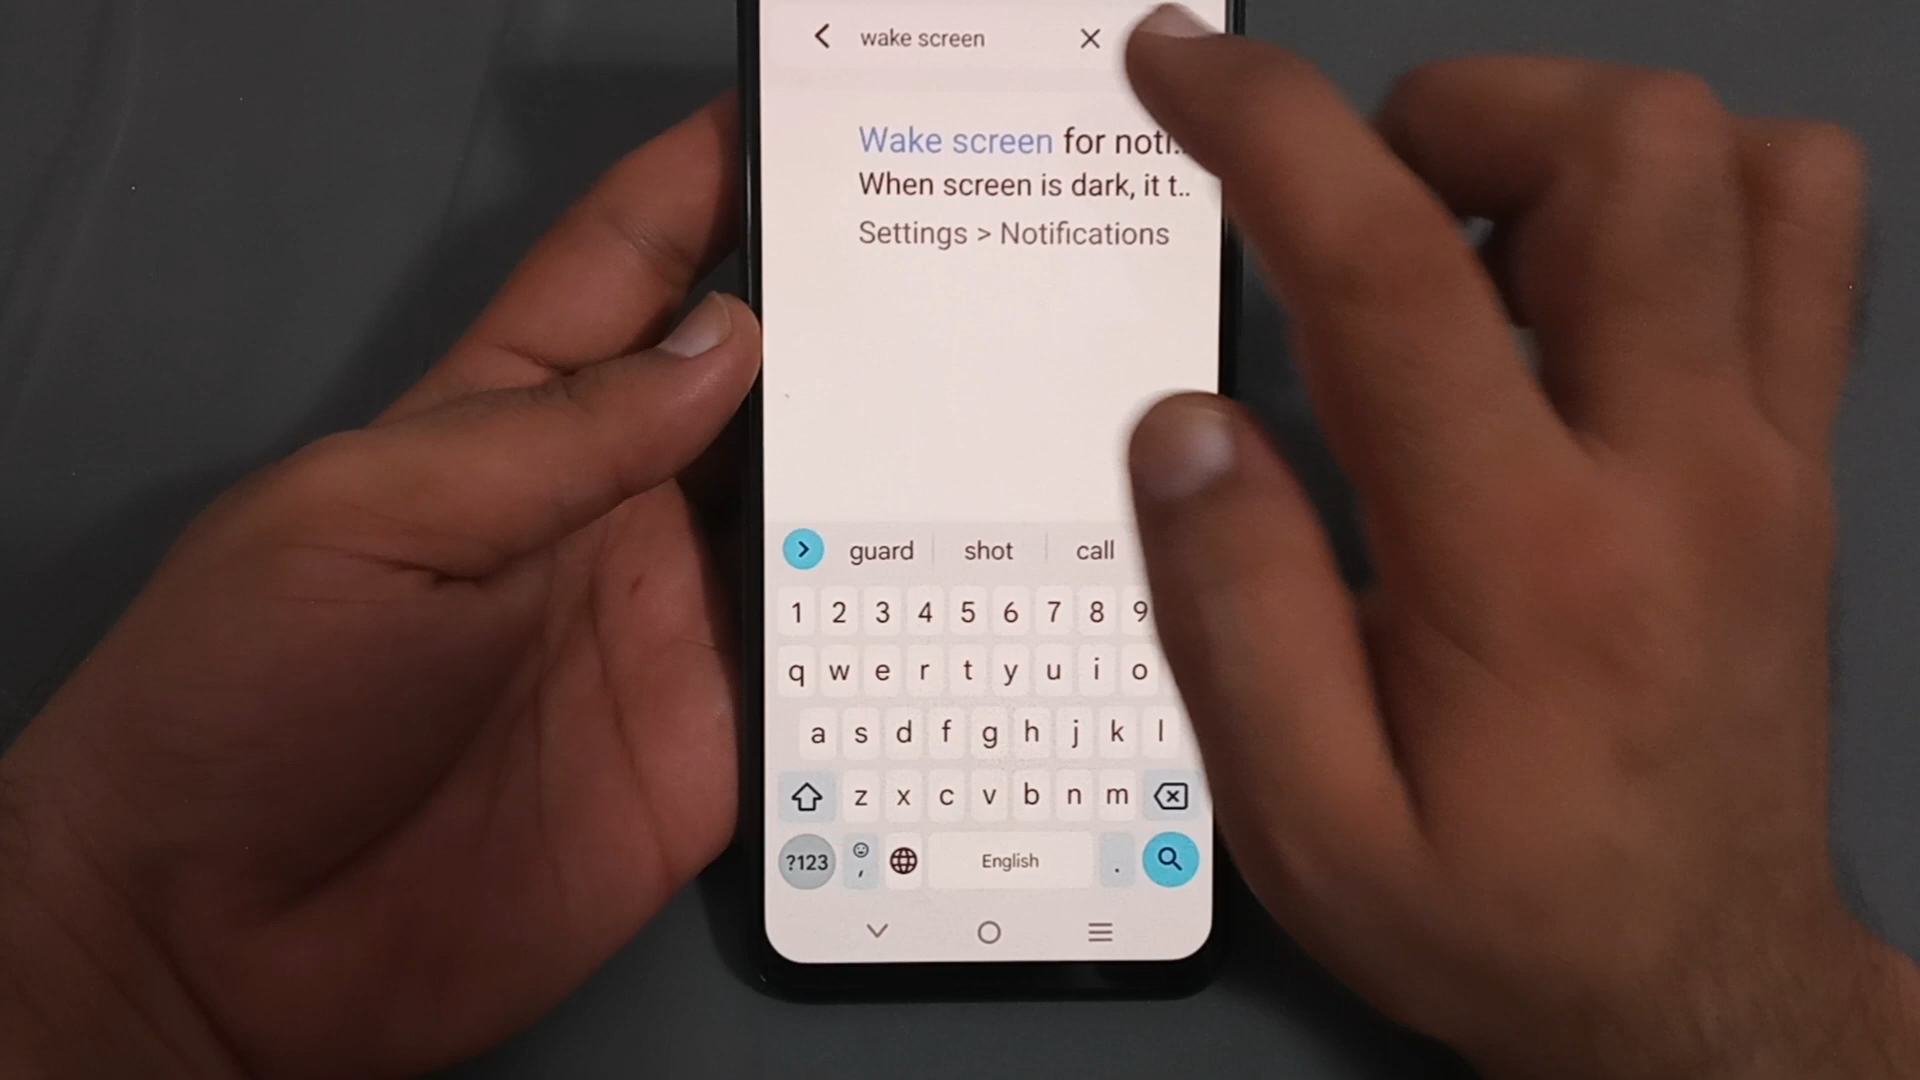 wake screen
Wake screen for noti..
When screen is dark, it t..
Settings > Notifications
guard shot call
1 2 3 4 5 6 7 8 9
q w e r t y u i o
a s d f g h j k l
z x c v b n m
?123 , English .